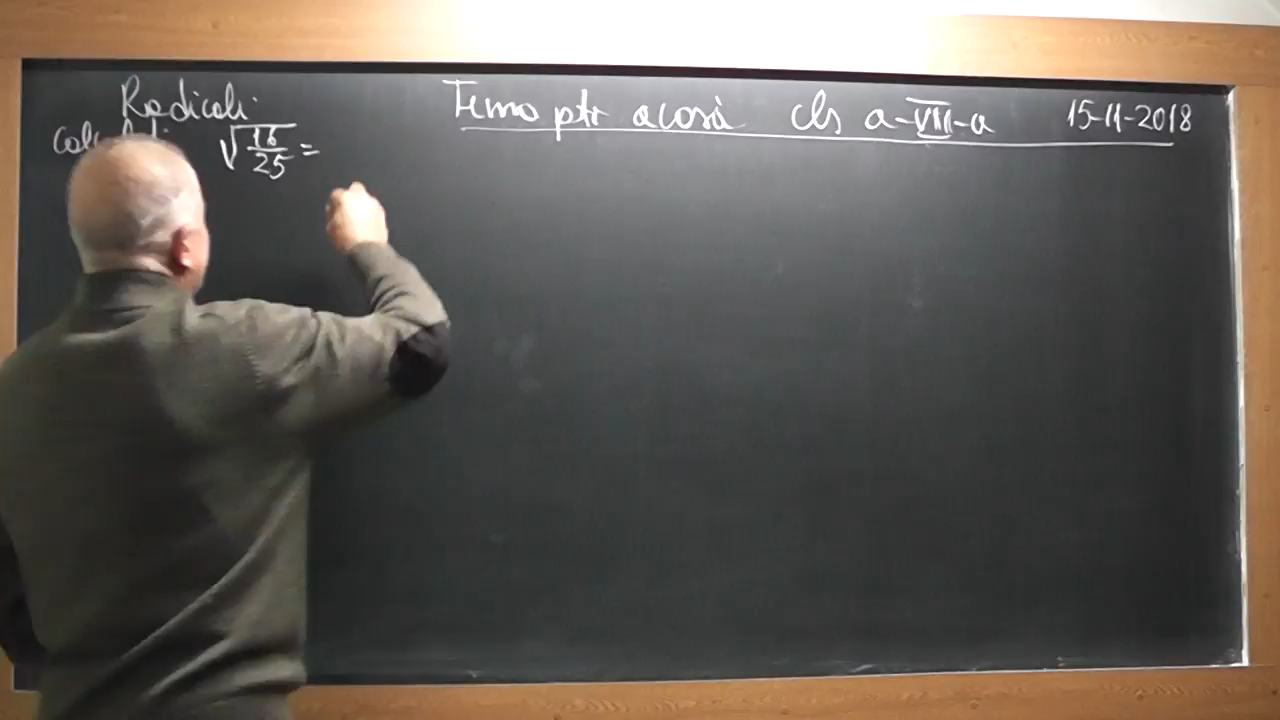 Radicali
Temo ptr acasă cls a-VIII-a 15-11-2018
√16/25 =